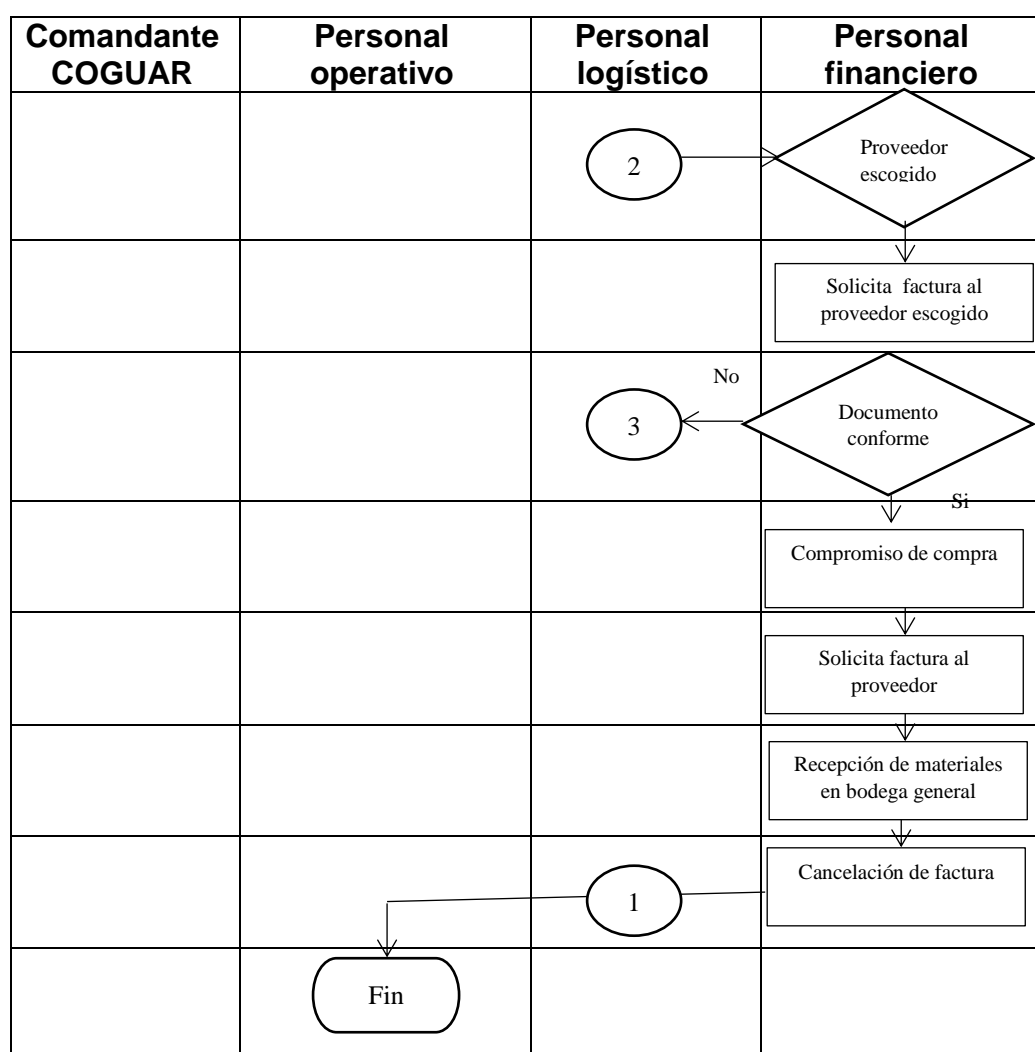 Comandante
COGUAR
Personal
operativo
Personal
logístico
Personal
financiero
2
Proveedor
escogido
Solicita factura al
proveedor escogido
No
3
Documento
conforme
Si
Compromiso de compra
Solicita factura al
proveedor
Recepción de materiales
en bodega general
1
Cancelación de factura
Fin